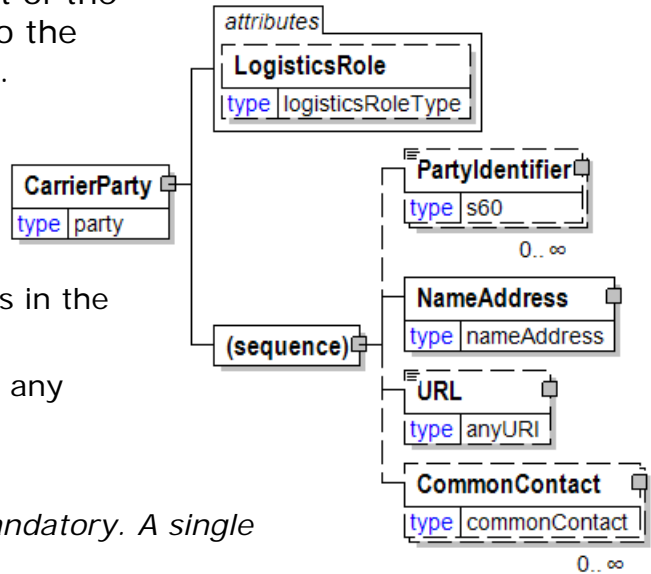 t of the
o the
.
attributes
LogisticsRole
type logisticsRoleType
CarrierParty
type party
PartyIdentifier
type s60
0.. ∞
s in the
NameAddress
type nameAddress
(sequence)
any
URL
type anyURI
CommonContact
type commonContact
ndatory. A single
0.. ∞